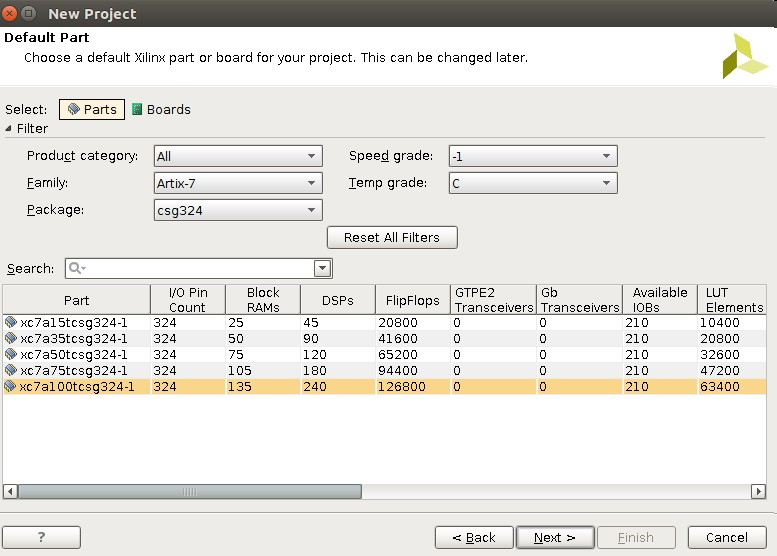 New Project
Default Part
Choose a default Xilinx part or board for your project. This can be changed later.
Select: Parts Boards
Filter
Product category: All Speed grade: -1
Family: Artix-7 Temp grade: C
Package: csg324
Reset All Filters
Search:
Part I/O Pin Count Block RAMs DSPs FlipFlops GTPE2 Transceivers Gb Transceivers Available IOBs LUT Elements
xc7a15tcsg324-1 324 25 45 20800 0 0 210 10400
xc7a35tcsg324-1 324 50 90 41600 0 0 210 20800
xc7a50tcsg324-1 324 75 120 65200 0 0 210 32600
xc7a75tcsg324-1 324 105 180 94400 0 0 210 47200
xc7a100tcsg324-1 324 135 240 126800 0 0 210 63400
? < Back Next > Finish Cancel